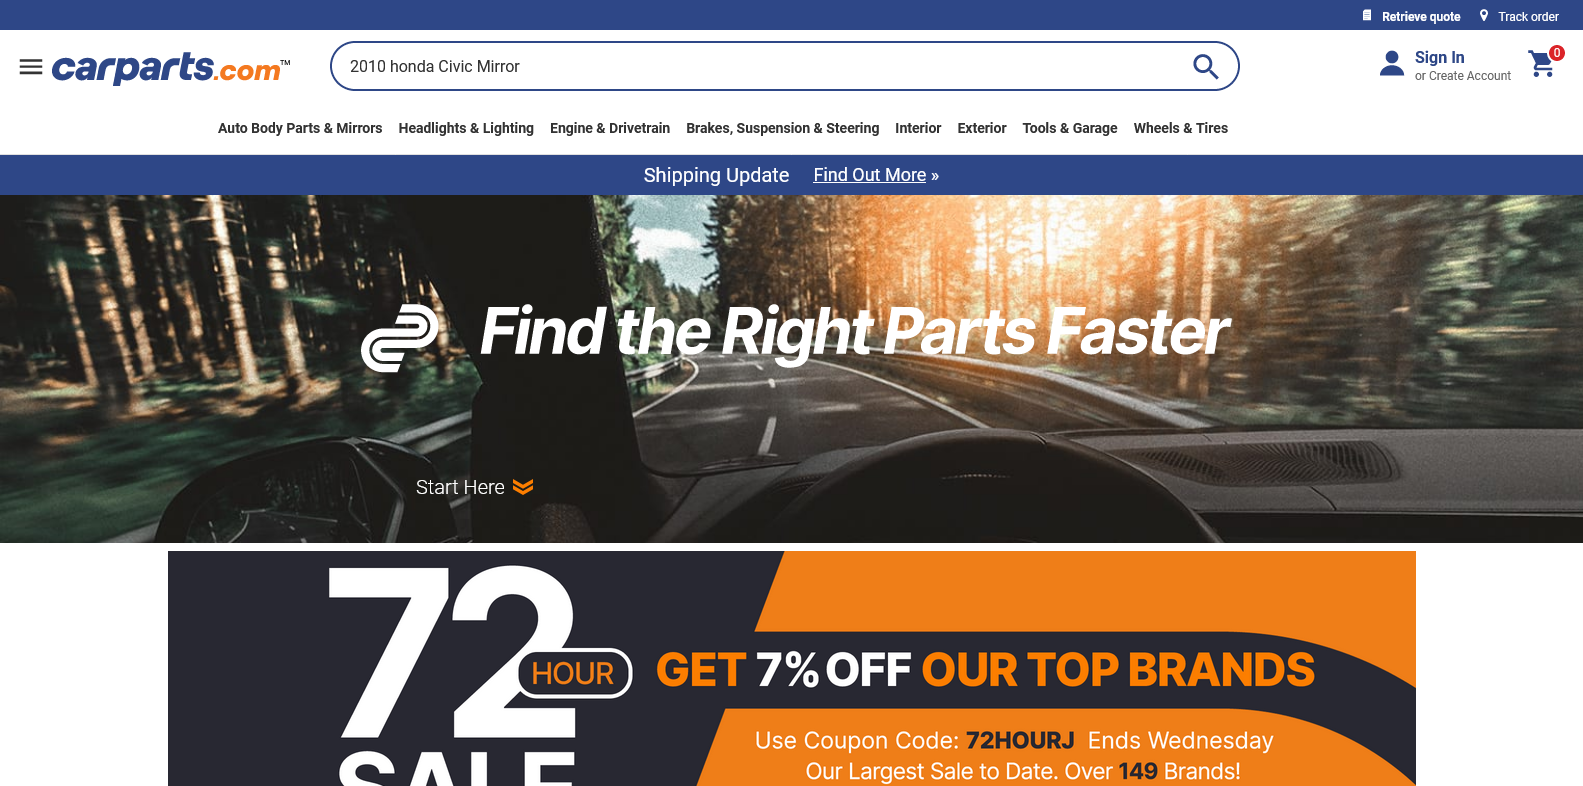 Retrieve quote Track order
carparts.com™
2010 honda Civic Mirror
Sign In
or Create Account
0
Auto Body Parts & Mirrors Headlights & Lighting Engine & Drivetrain Brakes, Suspension & Steering Interior Exterior Tools & Garage Wheels & Tires
Shipping Update Find Out More »
Find the Right Parts Faster
Start Here
72
HOUR
SALE
GET 7% OFF OUR TOP BRANDS
Use Coupon Code: 72HOURJ Ends Wednesday
Our Largest Sale to Date. Over 149 Brands!